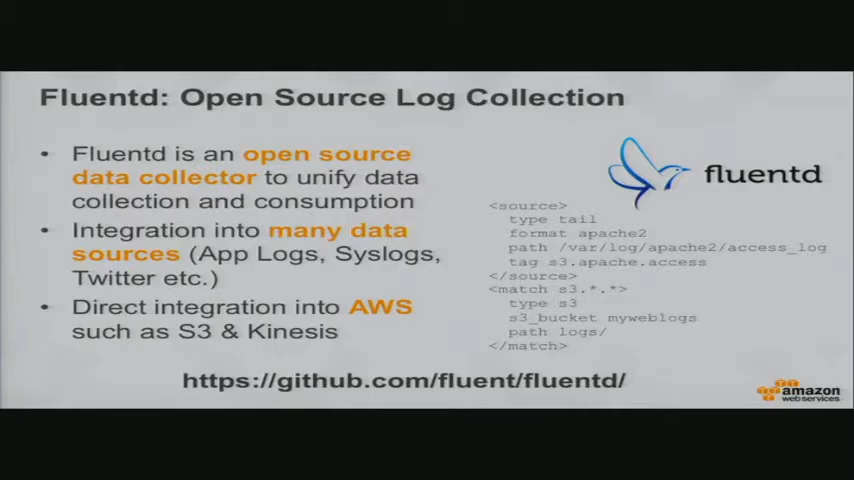 Fluentd: Open Source Log Collection
• Fluentd is an open source
data collector to unify data
collection and consumption
• Integration into many data
sources (App Logs, Syslogs,
Twitter etc.)
• Direct integration into AWS
such as S3 & Kinesis
fluentd
<source>
type tail
format apache2
path /var/log/apache2/access_log
tag s3.apache.access
</source>
<match s3.*.*>
type s3
s3_bucket myweblogs
path logs/
</match>
https://github.com/fluent/fluentd/
amazon
webservices